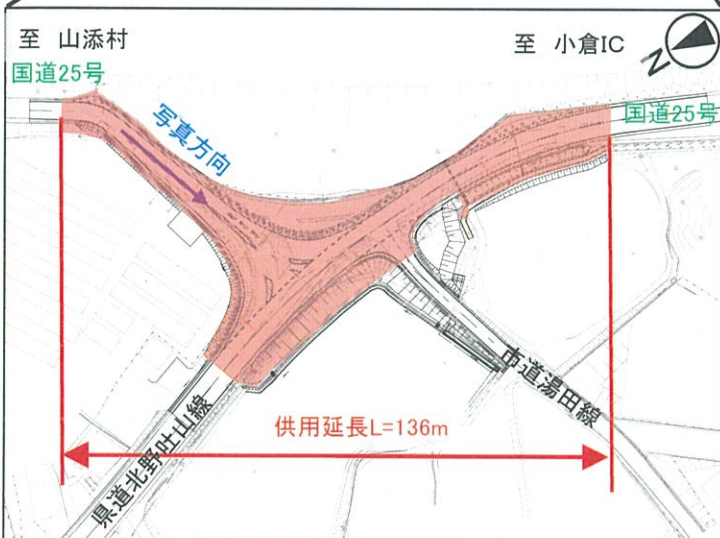 至 山添村
国道25号
至 小倉IC
N
国道25号
写真方向
市道湯田線
供用延長L=136m
県道北野吐山線